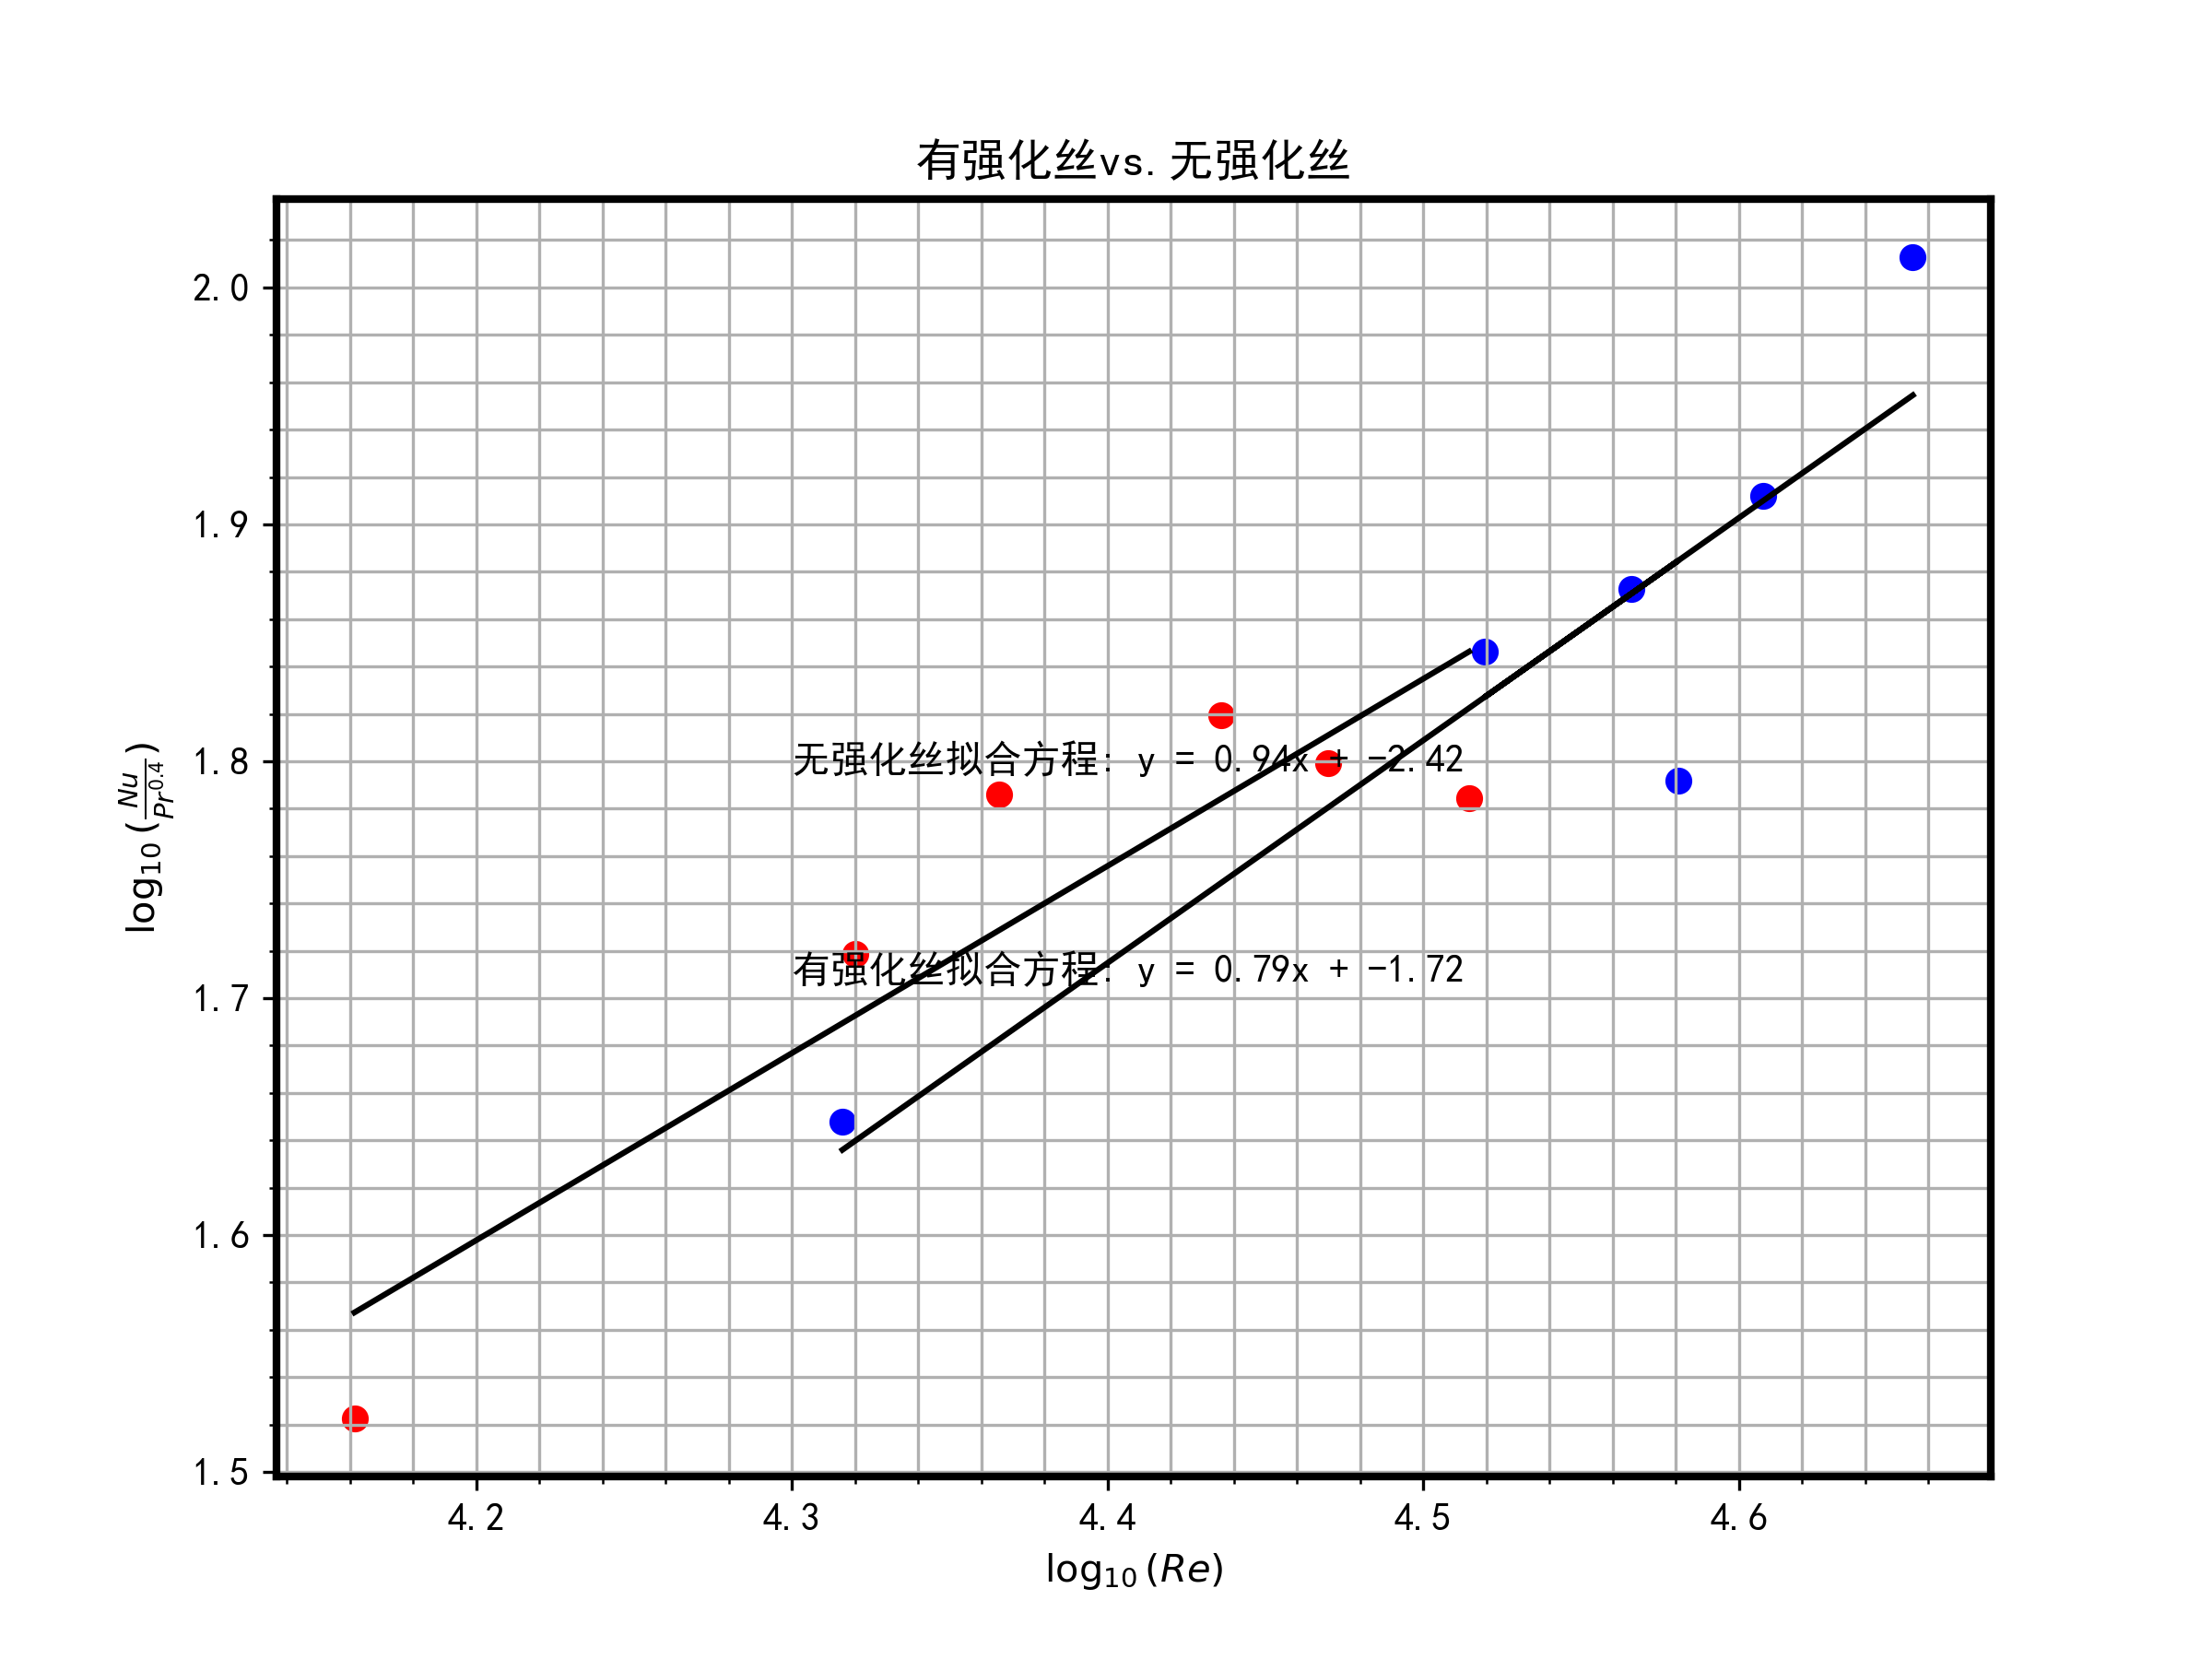 有强化丝vs.无强化丝
2.0
1.9
1.8
1.7
1.6
1.5
log₁₀(Nu/Pr⁰·⁴)
无强化丝拟合方程: y = 0.94x + −2.42
有强化丝拟合方程: y = 0.79x + −1.72
4.2 4.3 4.4 4.5 4.6
log₁₀(Re)